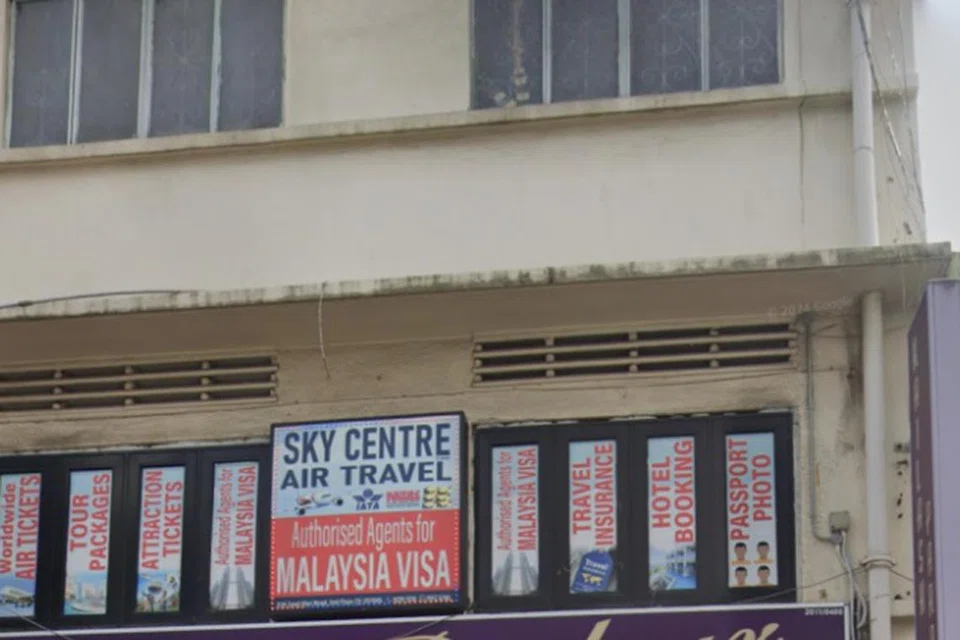 Worldwide
AIR TICKETS
TOUR
PACKAGES
ATTRACTION
TICKETS
Authorised Agents for
MALAYSIA VISA
SKY CENTRE
AIR TRAVEL
IATA
Authorised Agents for
MALAYSIA VISA
Authorised Agents for
MALAYSIA VISA
TRAVEL
INSURANCE
Travel
HOTEL
BOOKING
PASSPORT
PHOTO